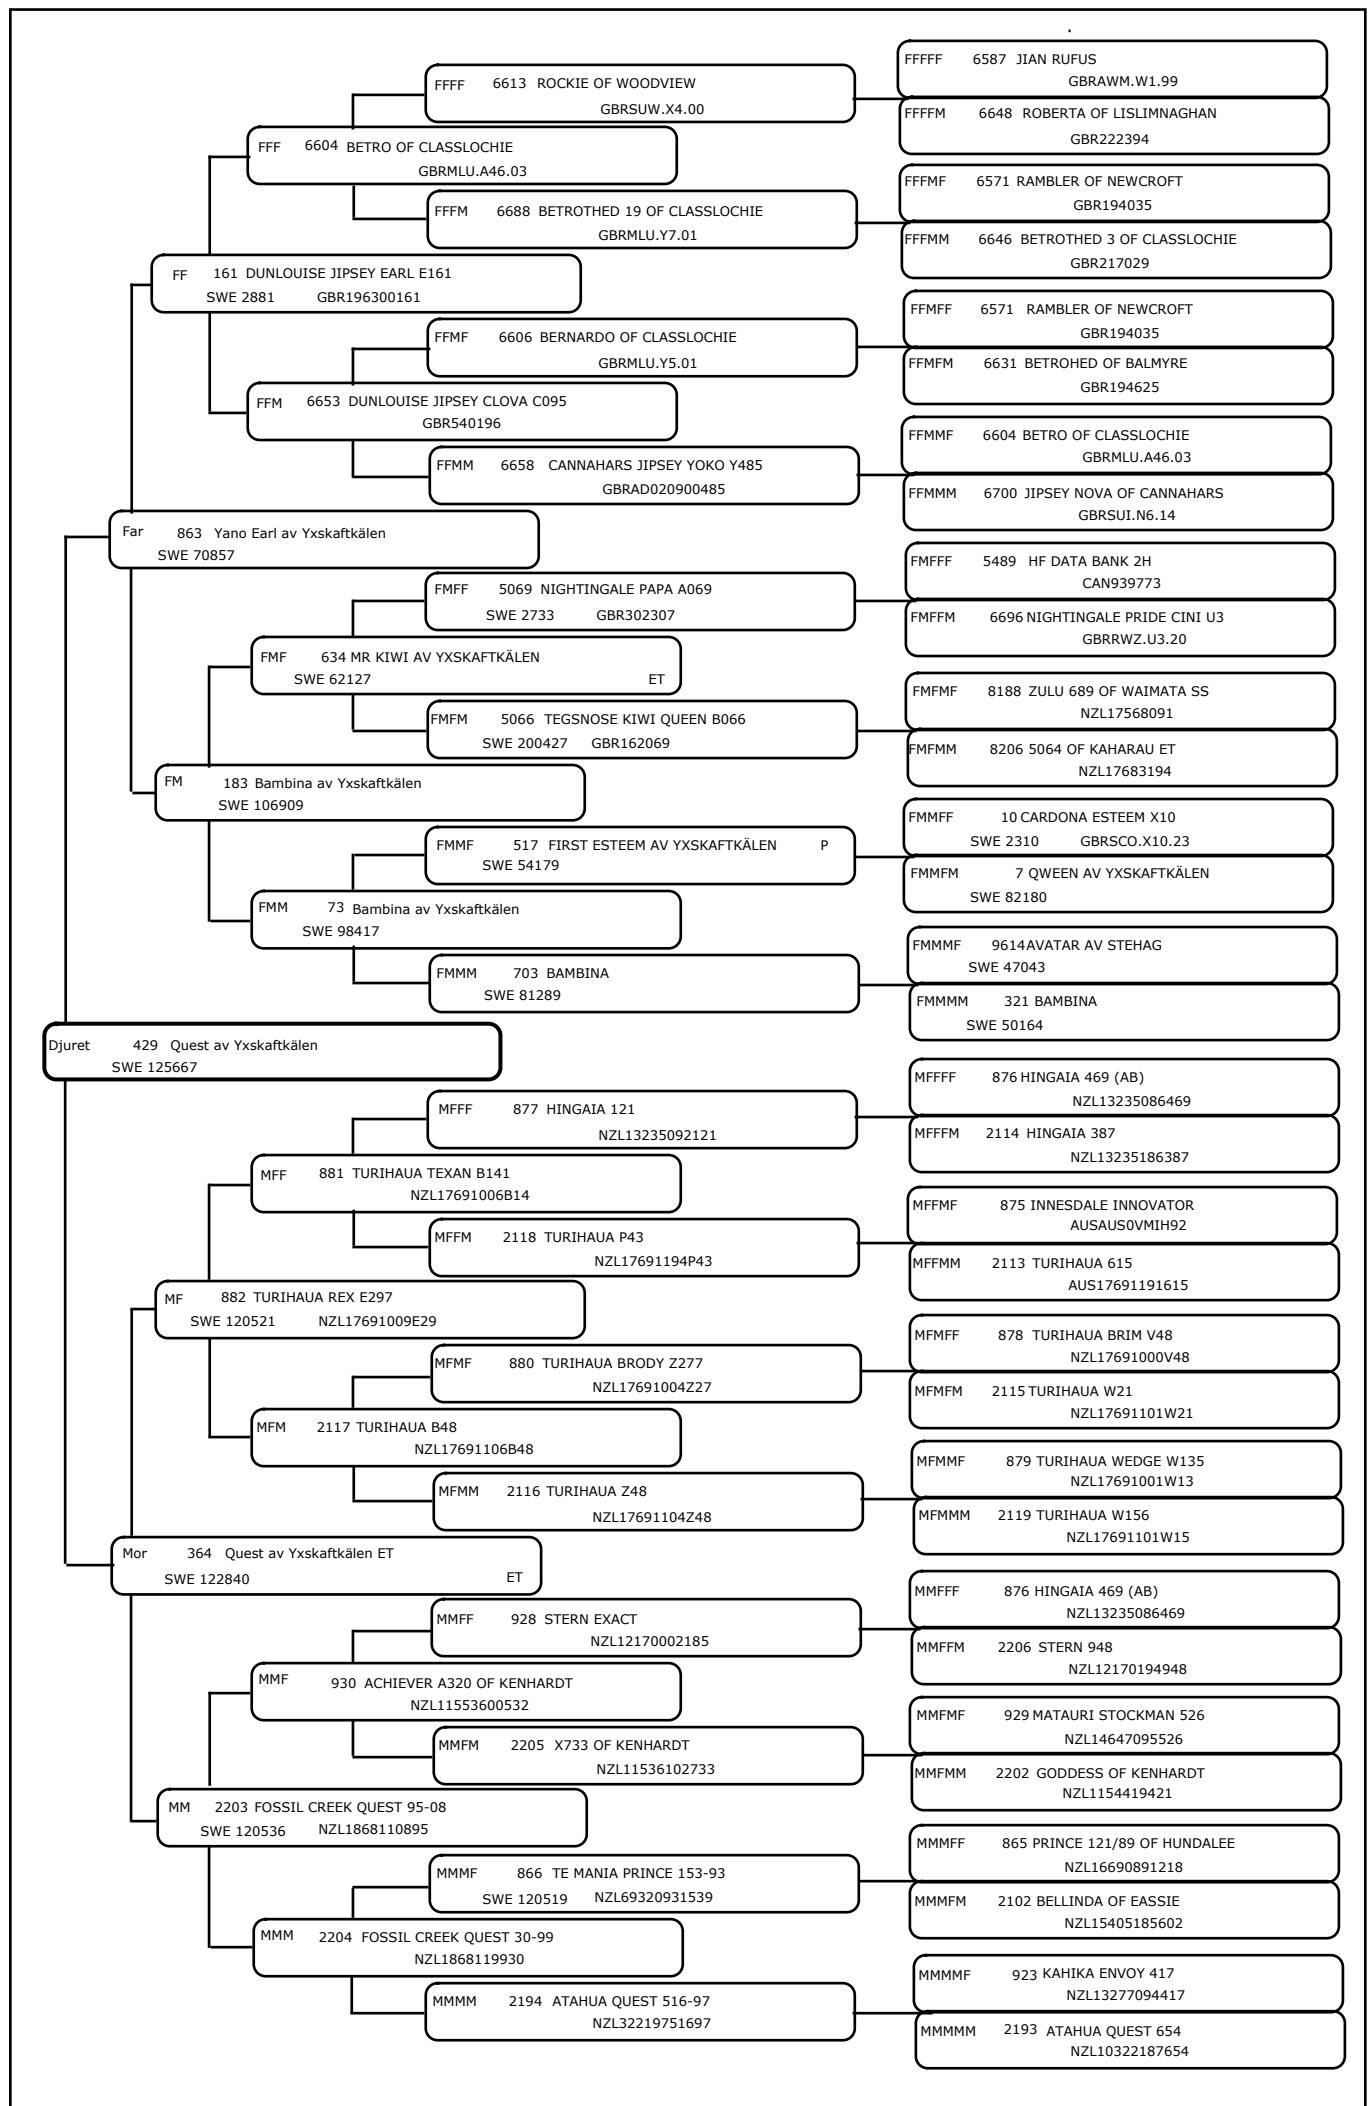 FFFFF 6587 JIAN RUFUS
GBRAWM.W1.99
FFFF 6613 ROCKIE OF WOODVIEW
GBRSUW.X4.00
FFFFM 6648 ROBERTA OF LISLIMNAGHAN
GBR222394
FFF 6604 BETRO OF CLASSLOCHIE
GBRMLU.A46.03
FFFMF 6571 RAMBLER OF NEWCROFT
GBR194035
FFFM 6688 BETROTHED 19 OF CLASSLOCHIE
GBRMLU.Y7.01
FFFMM 6646 BETROTHED 3 OF CLASSLOCHIE
GBR217029
FF 161 DUNLOUISE JIPSEY EARL E161
SWE 2881 GBR196300161
FFMFF 6571 RAMBLER OF NEWCROFT
GBR194035
FFMF 6606 BERNARDO OF CLASSLOCHIE
GBRMLU.Y5.01
FFMFM 6631 BETROHED OF BALMYRE
GBR194625
FFM 6653 DUNLOUISE JIPSEY CLOVA C095
GBR540196
FFMMF 6604 BETRO OF CLASSLOCHIE
GBRMLU.A46.03
FFMM 6658 CANNAHARS JIPSEY YOKO Y485
GBRAD020900485
FFMMM 6700 JIPSEY NOVA OF CANNAHARS
GBRSUI.N6.14
Far 863 Yano Earl av Yxskaftkälen
SWE 70857
FMFFF 5489 HF DATA BANK 2H
CAN939773
FMFF 5069 NIGHTINGALE PAPA A069
SWE 2733 GBR302307
FMFFM 6696 NIGHTINGALE PRIDE CINI U3
GBRRWZ.U3.20
FMF 634 MR KIWI AV YXSKAFTKÄLEN
SWE 62127 ET
FMFMF 8188 ZULU 689 OF WAIMATA SS
NZL17568091
FMFM 5066 TEGSNOSE KIWI QUEEN B066
SWE 200427 GBR162069
FMFMM 8206 5064 OF KAHARAU ET
NZL17683194
FM 183 Bambina av Yxskaftkälen
SWE 106909
FMMFF 10 CARDONA ESTEEM X10
SWE 2310 GBRSCO.X10.23
FMMF 517 FIRST ESTEEM AV YXSKAFTKÄLEN P
SWE 54179
FMMFM 7 QWEEN AV YXSKAFTKÄLEN
SWE 82180
FMM 73 Bambina av Yxskaftkälen
SWE 98417
FMMMF 9614AVATAR AV STEHAG
SWE 47043
FMMM 703 BAMBINA
SWE 81289
FMMMM 321 BAMBINA
SWE 50164
Djuret 429 Quest av Yxskaftkälen
SWE 125667
MFFFF 876 HINGAIA 469 (AB)
NZL13235086469
MFFF 877 HINGAIA 121
NZL13235092121
MFFFM 2114 HINGAIA 387
NZL13235186387
MFF 881 TURIHAUA TEXAN B141
NZL17691006B14
MFFMF 875 INNESDALE INNOVATOR
AUSAUS0VMIH92
MFFM 2118 TURIHAUA P43
NZL17691194P43
MFFMM 2113 TURIHAUA 615
AUS17691191615
MF 882 TURIHAUA REX E297
SWE 120521 NZL17691009E29
MFMFF 878 TURIHAUA BRIM V48
NZL17691000V48
MFMF 880 TURIHAUA BRODY Z277
NZL17691004Z27
MFMFM 2115 TURIHAUA W21
NZL17691101W21
MFM 2117 TURIHAUA B48
NZL17691106B48
MFMMF 879 TURIHAUA WEDGE W135
NZL17691001W13
MFMM 2116 TURIHAUA Z48
NZL17691104Z48
MFMMM 2119 TURIHAUA W156
NZL17691101W15
Mor 364 Quest av Yxskaftkälen ET
SWE 122840 ET
MMFFF 876 HINGAIA 469 (AB)
NZL13235086469
MMFF 928 STERN EXACT
NZL12170002185
MMFFM 2206 STERN 948
NZL12170194948
MMF 930 ACHIEVER A320 OF KENHARDT
NZL11553600532
MMFMF 929 MATAURI STOCKMAN 526
NZL14647095526
MMFM 2205 X733 OF KENHARDT
NZL11536102733
MMFMM 2202 GODDESS OF KENHARDT
NZL1154419421
MM 2203 FOSSIL CREEK QUEST 95-08
SWE 120536 NZL1868110895
MMMFF 865 PRINCE 121/89 OF HUNDALEE
NZL16690891218
MMMF 866 TE MANIA PRINCE 153-93
SWE 120519 NZL69320931539
MMMFM 2102 BELLINDA OF EASSIE
NZL15405185602
MMM 2204 FOSSIL CREEK QUEST 30-99
NZL1868119930
MMMMF 923 KAHIKA ENVOY 417
NZL13277094417
MMMM 2194 ATAHUA QUEST 516-97
NZL32219751697
MMMMM 2193 ATAHUA QUEST 654
NZL10322187654